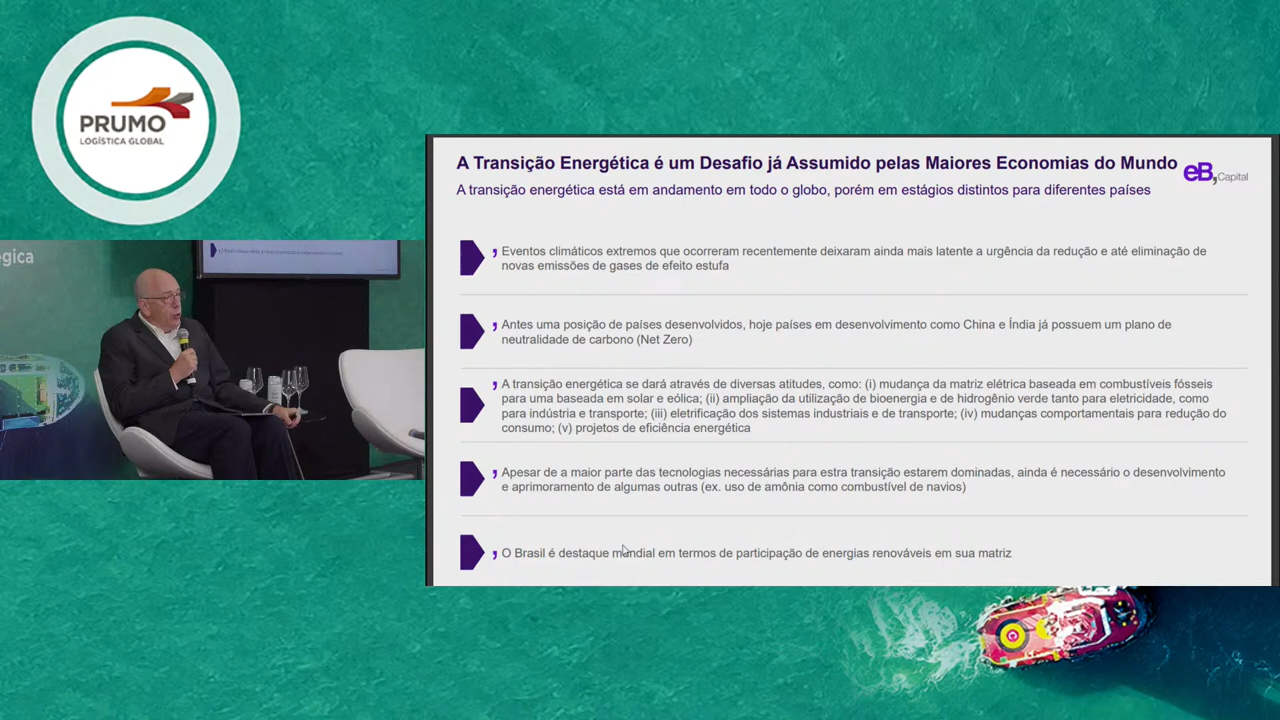 PRUMO
LOGÍSTICA GLOBAL
égica
A Transição Energética é um Desafio já Assumido pelas Maiores Economias do Mundo
eB, Capital
A transição energética está em andamento em todo o globo, porém em estágios distintos para diferentes países
, Eventos climáticos extremos que ocorreram recentemente deixaram ainda mais latente a urgência da redução e até eliminação de
novas emissões de gases de efeito estufa
, Antes uma posição de países desenvolvidos, hoje países em desenvolvimento como China e Índia já possuem um plano de
neutralidade de carbono (Net Zero)
, A transição energética se dará através de diversas atitudes, como: (i) mudança da matriz elétrica baseada em combustíveis fósseis
para uma baseada em solar e eólica; (ii) ampliação da utilização de bioenergia e de hidrogênio verde tanto para eletricidade, como
para indústria e transporte; (iii) eletrificação dos sistemas industriais e de transporte; (iv) mudanças comportamentais para redução do
consumo; (v) projetos de eficiência energética
, Apesar de a maior parte das tecnologias necessárias para estra transição estarem dominadas, ainda é necessário o desenvolvimento
e aprimoramento de algumas outras (ex. uso de amônia como combustível de navios)
, O Brasil é destaque mundial em termos de participação de energias renováveis em sua matriz